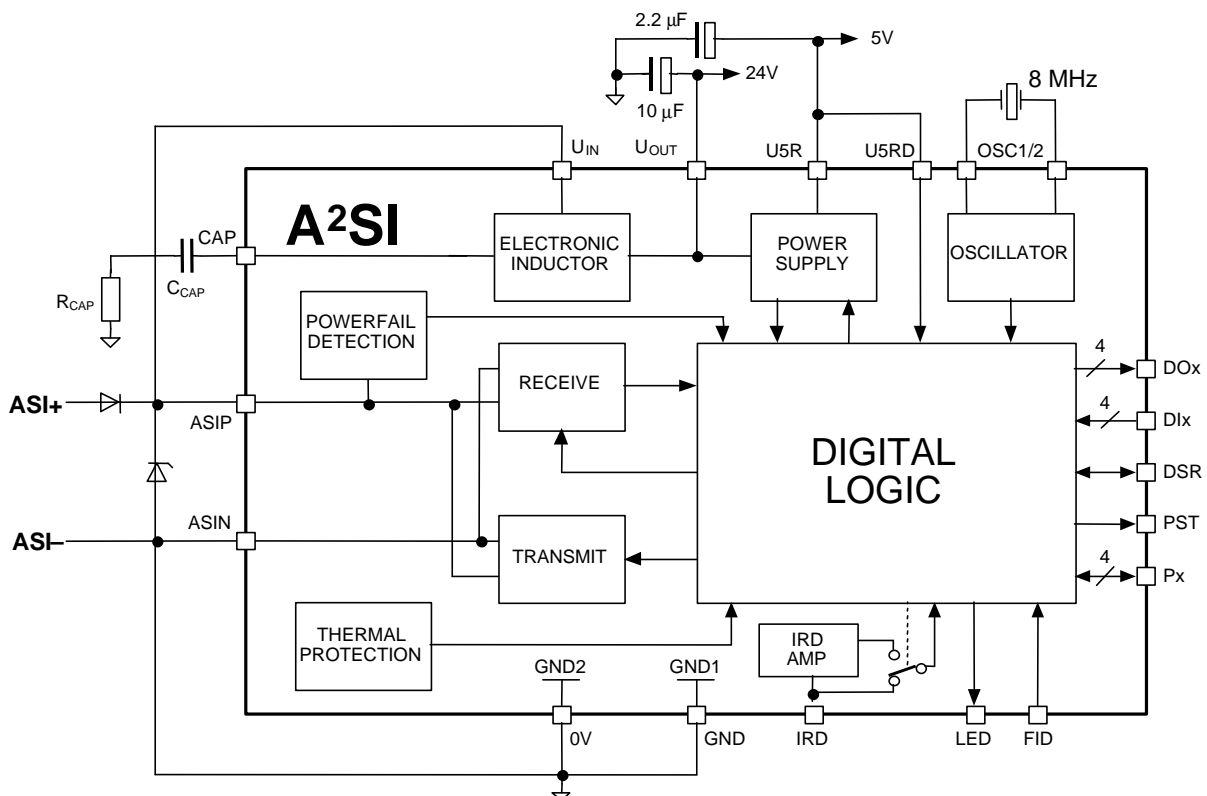 2.2 µF
5V
24V
10 µF
8 MHz
UIN
UOUT
U5R
U5RD
OSC1/2
A²SI
CAP
CCAP
RCAP
ELECTRONIC
INDUCTOR
POWER
SUPPLY
OSCILLATOR
POWERFAIL
DETECTION
RECEIVE
4
DOx
ASI+
ASIP
4
DIx
DIGITAL
LOGIC
DSR
ASIN
ASI–
TRANSMIT
PST
4
Px
THERMAL
PROTECTION
IRD
AMP
GND2
GND1
0V
GND
IRD
LED
FID